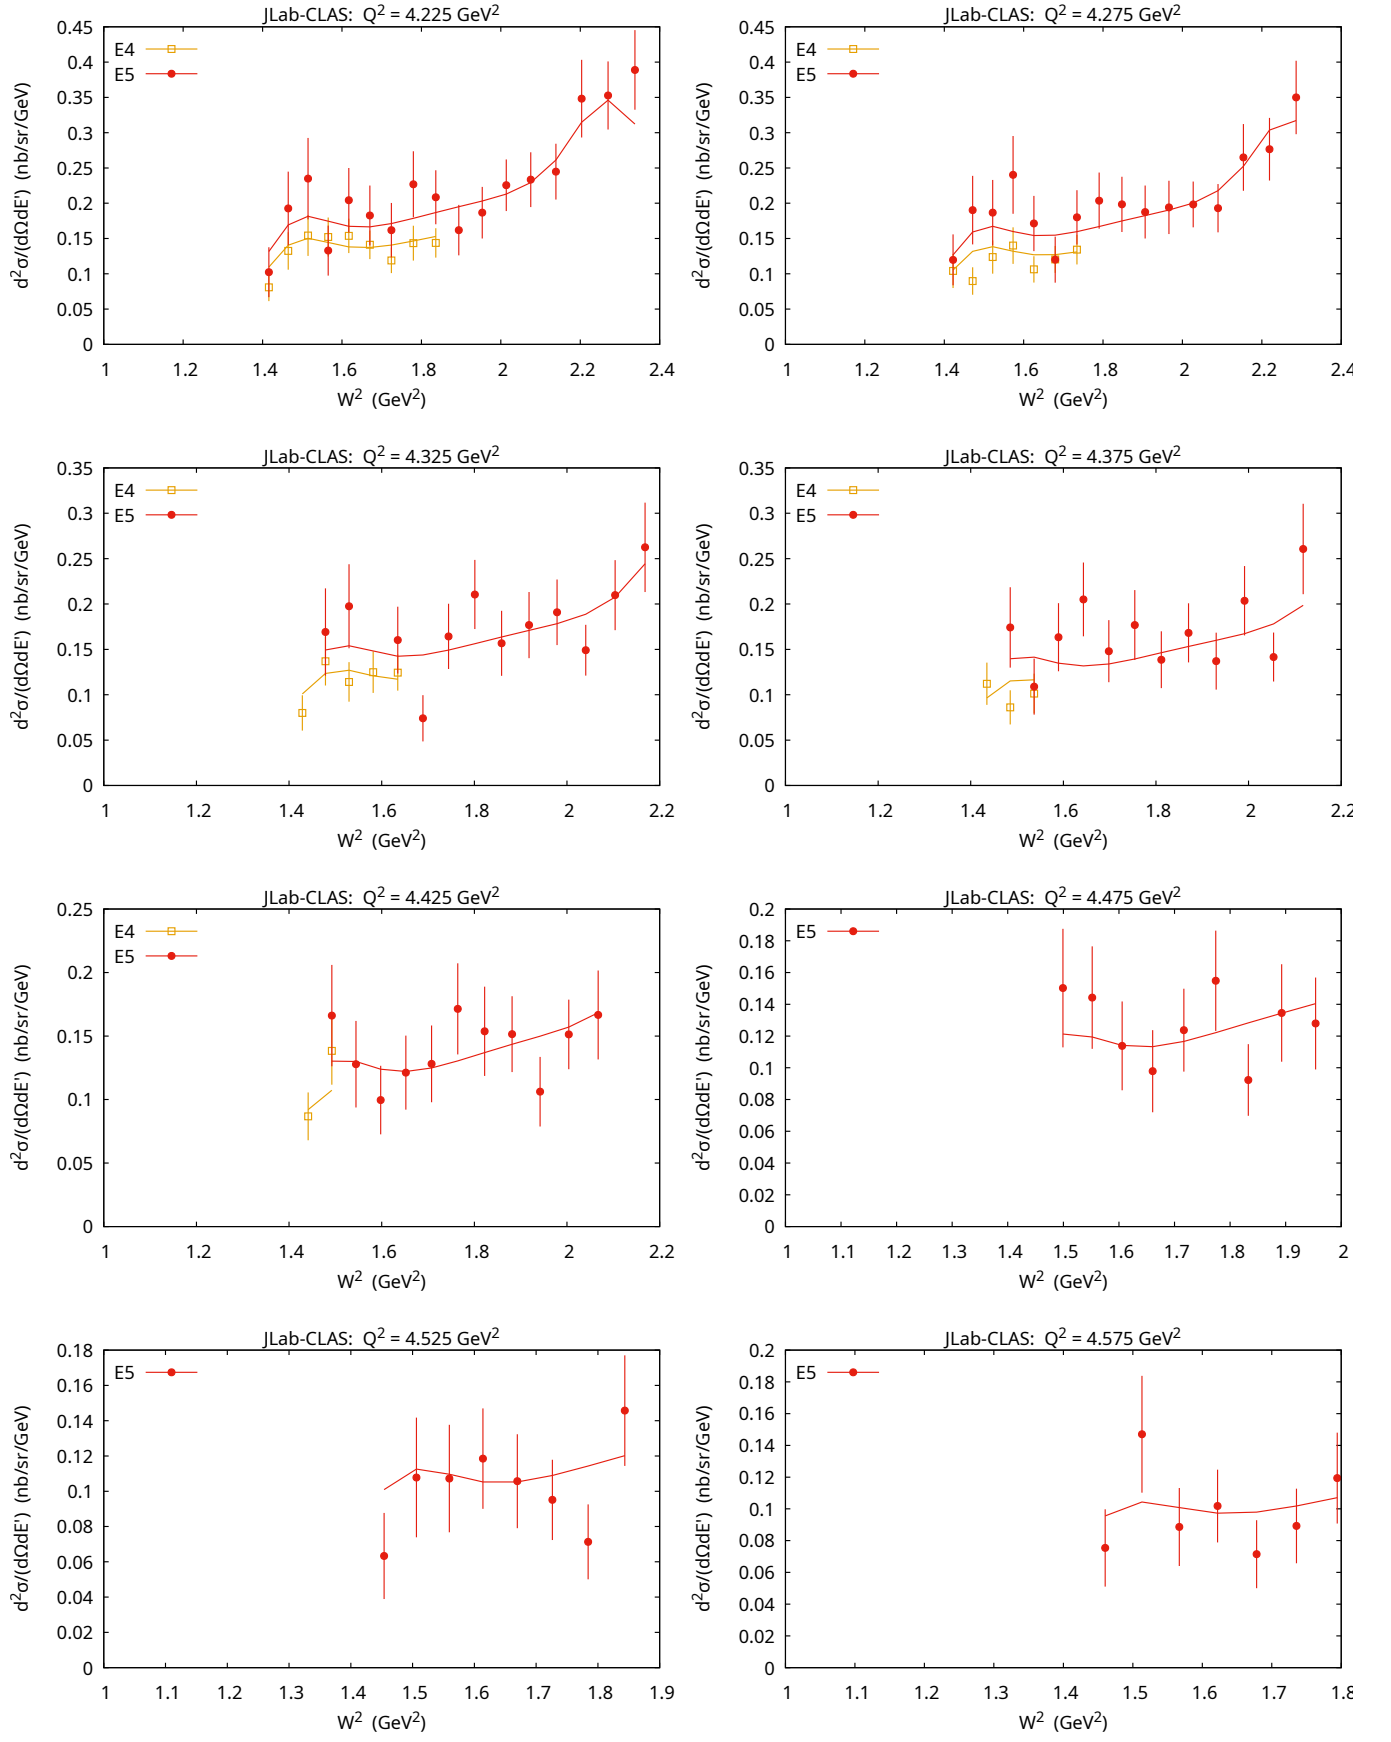 JLab-CLAS: Q² = 4.225 GeV²
d²σ/(dΩdE') (nb/sr/GeV)
E4
E5
0.45
0.4
0.35
0.3
0.25
0.2
0.15
0.1
0.05
0
1 1.2 1.4 1.6 1.8 2 2.2 2.4
W² (GeV²)
JLab-CLAS: Q² = 4.275 GeV²
d²σ/(dΩdE') (nb/sr/GeV)
E4
E5
0.45
0.4
0.35
0.3
0.25
0.2
0.15
0.1
0.05
0
1 1.2 1.4 1.6 1.8 2 2.2 2.4
W² (GeV²)
JLab-CLAS: Q² = 4.325 GeV²
d²σ/(dΩdE') (nb/sr/GeV)
E4
E5
0.35
0.3
0.25
0.2
0.15
0.1
0.05
0
1 1.2 1.4 1.6 1.8 2 2.2
W² (GeV²)
JLab-CLAS: Q² = 4.375 GeV²
d²σ/(dΩdE') (nb/sr/GeV)
E4
E5
0.35
0.3
0.25
0.2
0.15
0.1
0.05
0
1 1.2 1.4 1.6 1.8 2 2.2
W² (GeV²)
JLab-CLAS: Q² = 4.425 GeV²
d²σ/(dΩdE') (nb/sr/GeV)
E4
E5
0.25
0.2
0.15
0.1
0.05
0
1 1.2 1.4 1.6 1.8 2 2.2
W² (GeV²)
JLab-CLAS: Q² = 4.475 GeV²
d²σ/(dΩdE') (nb/sr/GeV)
E5
0.2
0.18
0.16
0.14
0.12
0.1
0.08
0.06
0.04
0.02
0
1 1.1 1.2 1.3 1.4 1.5 1.6 1.7 1.8 1.9 2
W² (GeV²)
JLab-CLAS: Q² = 4.525 GeV²
d²σ/(dΩdE') (nb/sr/GeV)
E5
0.18
0.16
0.14
0.12
0.1
0.08
0.06
0.04
0.02
0
1 1.1 1.2 1.3 1.4 1.5 1.6 1.7 1.8 1.9
W² (GeV²)
JLab-CLAS: Q² = 4.575 GeV²
d²σ/(dΩdE') (nb/sr/GeV)
E5
0.2
0.18
0.16
0.14
0.12
0.1
0.08
0.06
0.04
0.02
0
1 1.1 1.2 1.3 1.4 1.5 1.6 1.7 1.8
W² (GeV²)